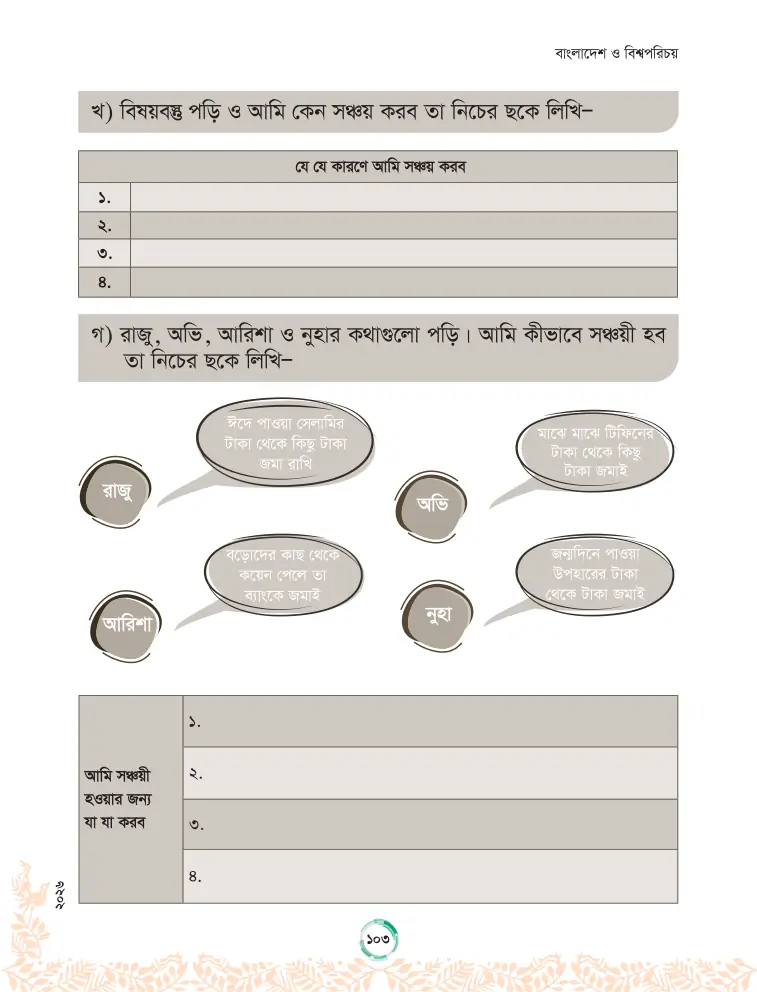 বাংলাদেশ ও বিশ্বপরিচয়
খ) বিষয়বস্তু পড়ি ও আমি কেন সঞ্চয় করব তা নিচের ছকে লিখি–
যে যে কারণে আমি সঞ্চয় করব
১.
২.
৩.
৪.
গ) রাজু, অভি, আরিশা ও নুহার কথাগুলো পড়ি। আমি কীভাবে সঞ্চয়ী হব
তা নিচের ছকে লিখি–
রাজু
ঈদে পাওয়া সেলামির
টাকা থেকে কিছু টাকা
জমা রাখি
অভি
মাঝে মাঝে টিফিনের
টাকা থেকে কিছু
টাকা জমাই
আরিশা
বড়োদের কাছ থেকে
কয়েন পেলে তা
ব্যাংকে জমাই
নুহা
জন্মদিনে পাওয়া
উপহারের টাকা
থেকে টাকা জমাই
আমি সঞ্চয়ী
হওয়ার জন্য
যা যা করব
১.
২.
৩.
৪.
২০২৬
১০৩